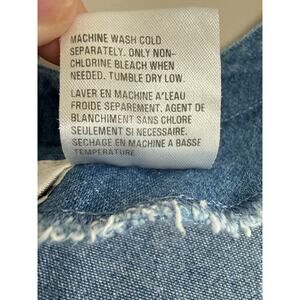 MACHINE WASH COLD
SEPARATELY. ONLY NON-
CHLORINE BLEACH WHEN
NEEDED. TUMBLE DRY LOW.
LAVER EN MACHINE A"LEAU
FROIDE SEPAREMENT. AGENT DE
BLANCHIMENT SANS CHLORE
SEULEMENT SI NECESSAIRE.
SECHAGE EN MACHINE A BASSE
TEMPERATURE